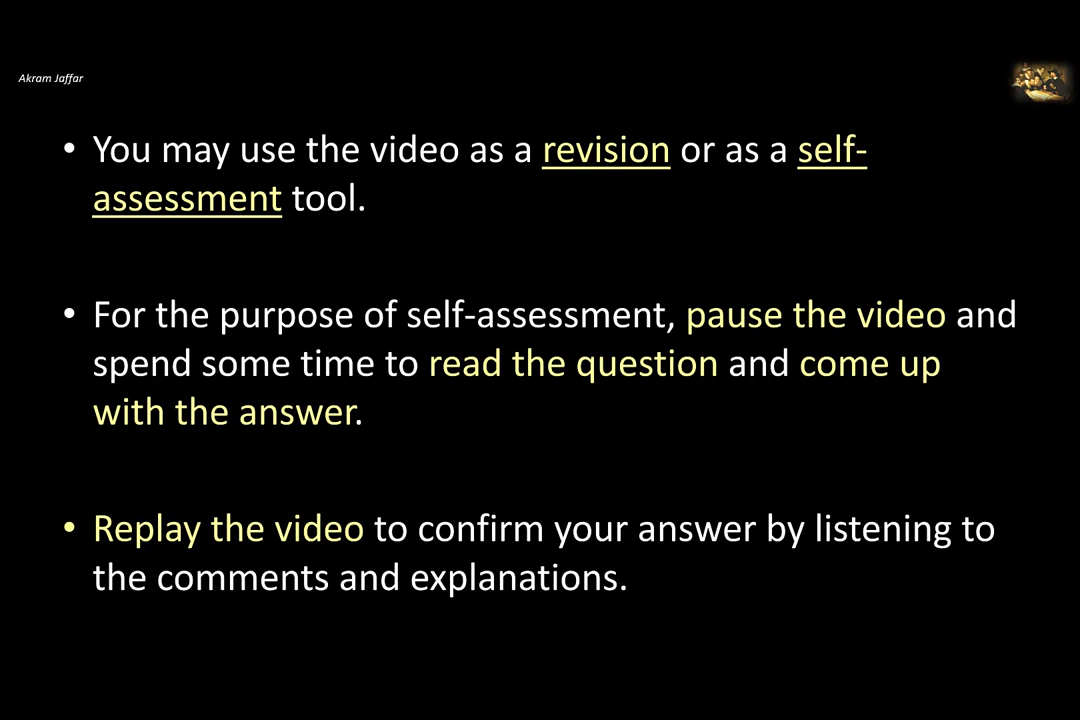 Akram Jaffar
• You may use the video as a revision or as a self-
assessment tool.
• For the purpose of self-assessment, pause the video and
spend some time to read the question and come up
with the answer.
• Replay the video to confirm your answer by listening to
the comments and explanations.